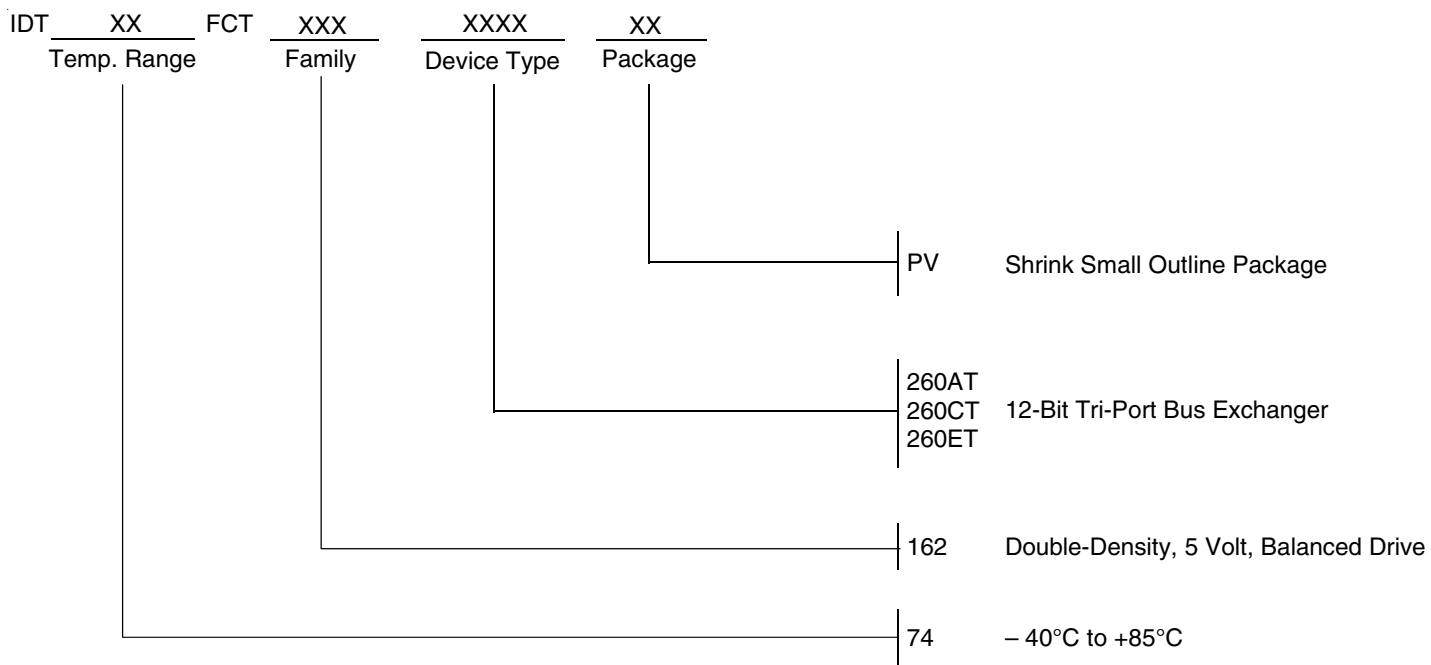 IDT XX FCT XXX XXXX XX
Temp. Range Family Device Type Package
PV Shrink Small Outline Package
260AT
260CT 12-Bit Tri-Port Bus Exchanger
260ET
162 Double-Density, 5 Volt, Balanced Drive
74 – 40°C to +85°C